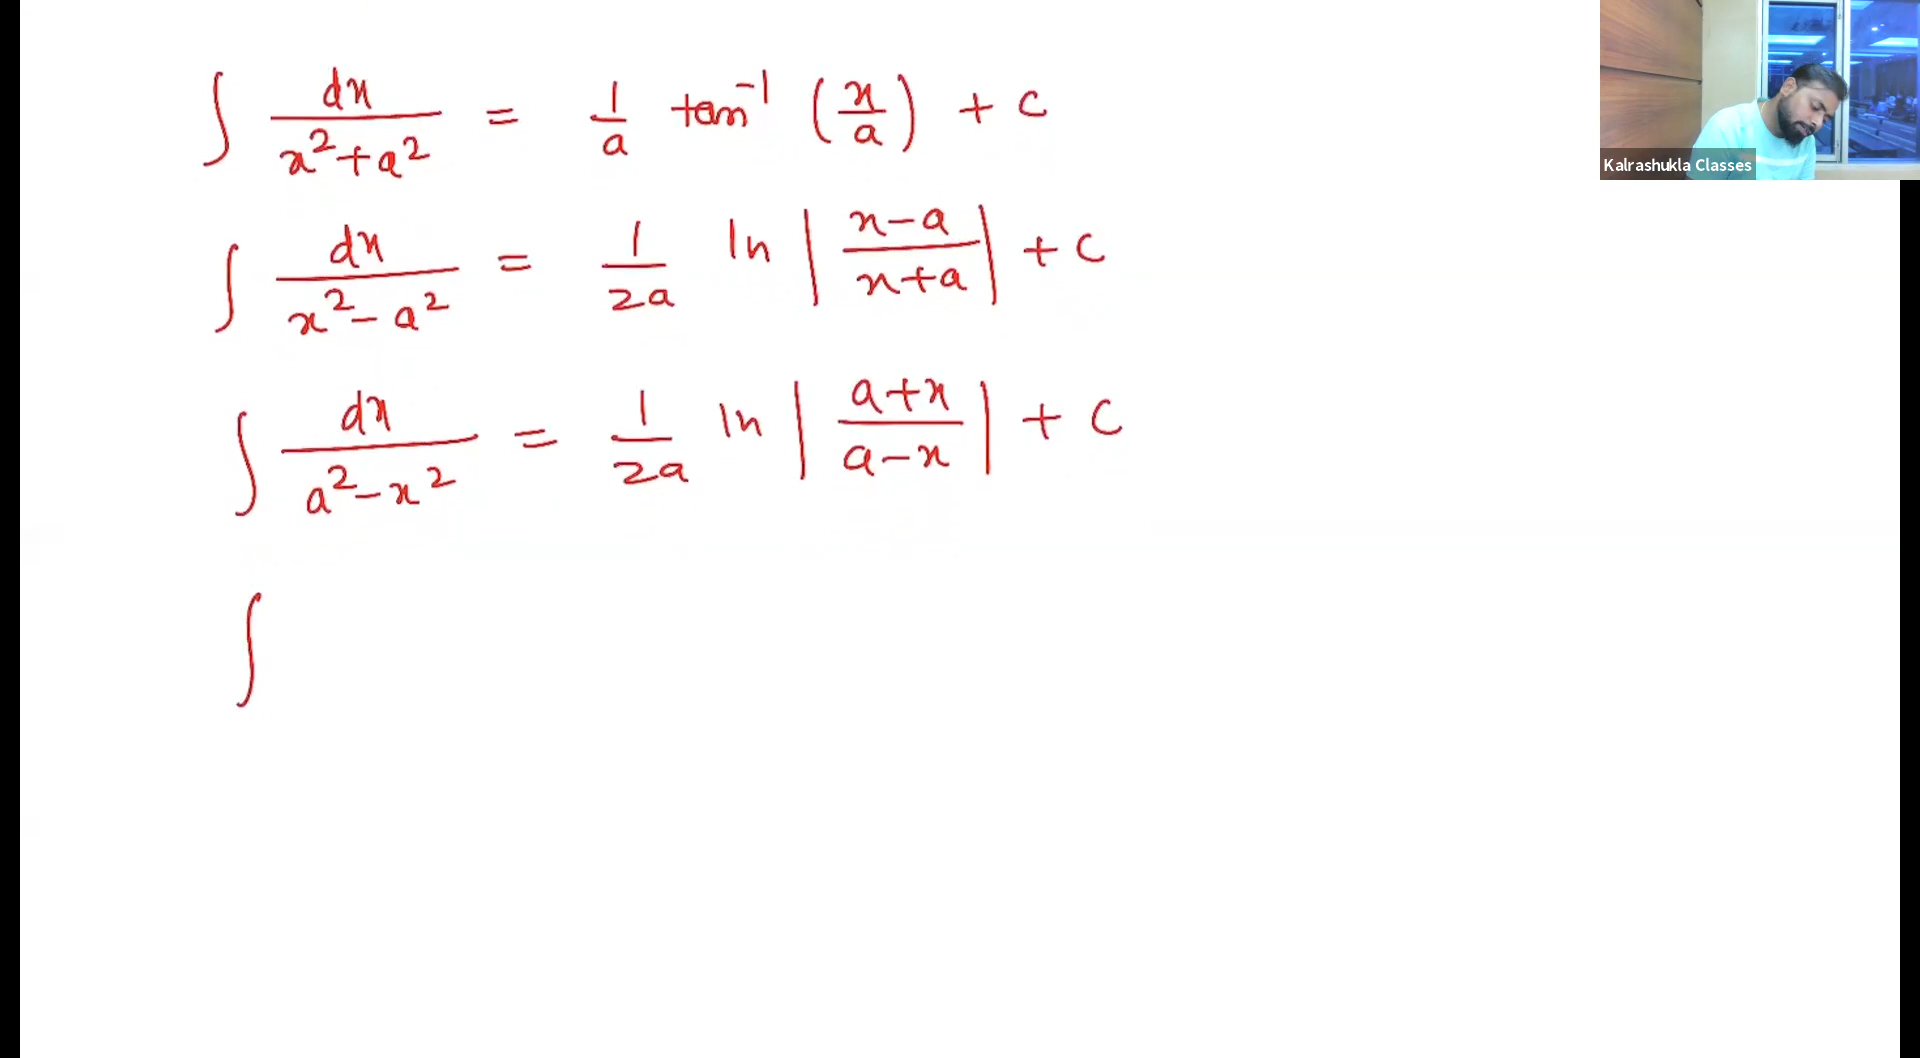 ∫ dx/(x²+a²) = 1/a tan⁻¹ (x/a) + c
Kalrashukla Classes
∫ dx/(x²-a²) = 1/2a ln |(x-a)/(x+a)| + c
∫ dx/(a²-x²) = 1/2a ln |(a+x)/(a-x)| + c
∫